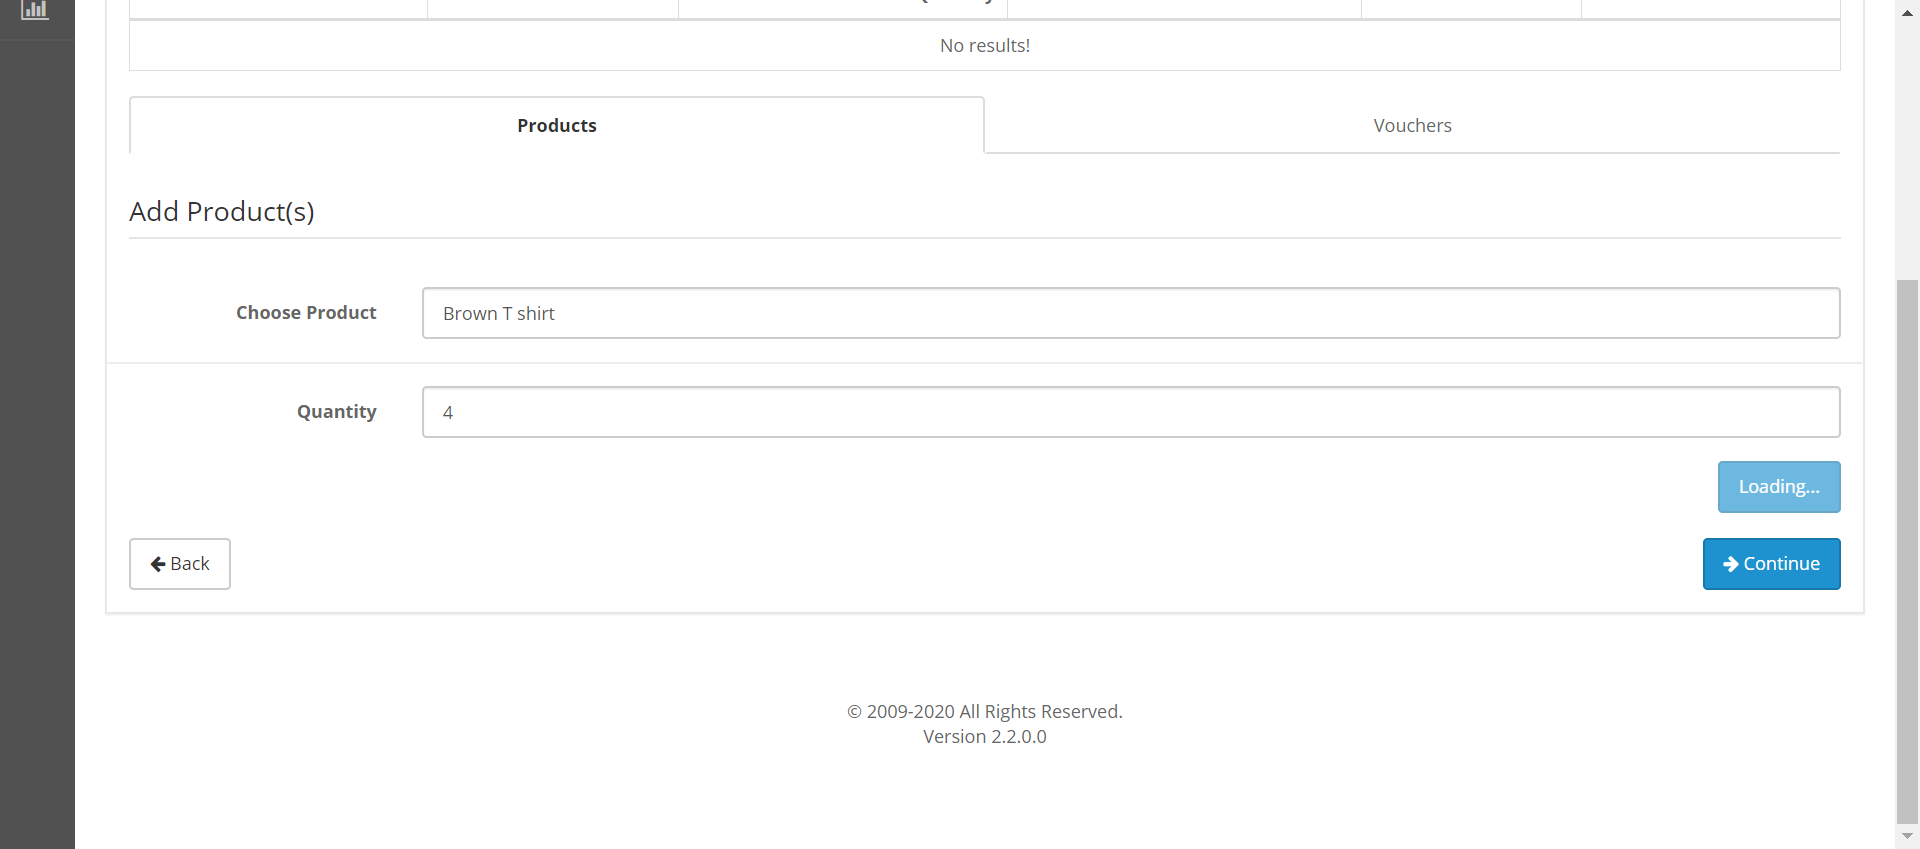 No results!
Products
Vouchers
Add Product(s)
Choose Product
Brown T shirt
Quantity
4
Loading...
Back
Continue
© 2009-2020 All Rights Reserved.
Version 2.2.0.0